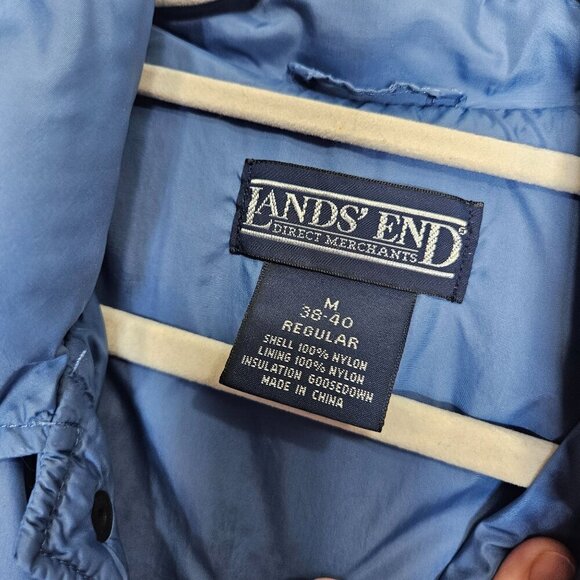 LANDS' END
DIRECT MERCHANTS
M
38-40
REGULAR
SHELL 100% NYLON
LINING 100% NYLON
INSULATION GOOSEDOWN
MADE IN CHINA